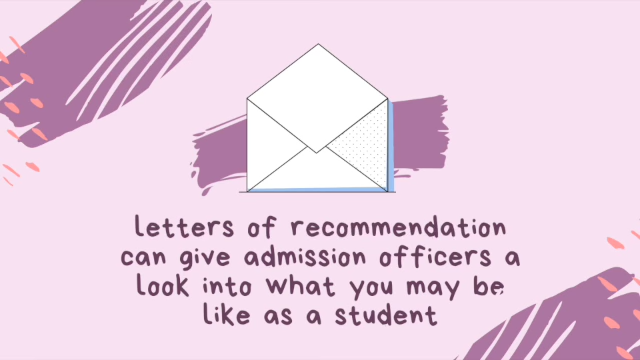 letters of recommendation
can give admission officers a
look into what you may be
like as a student